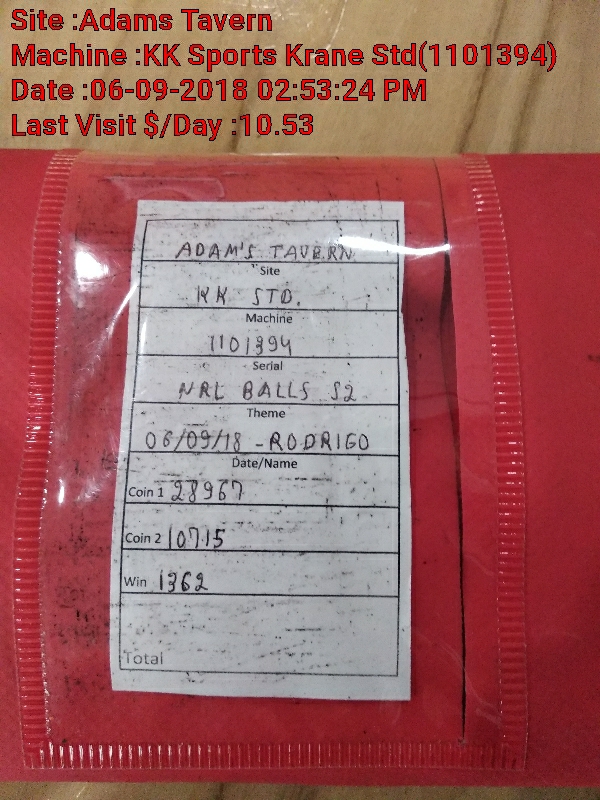 Site :Adams Tavern
Machine :KK Sports Krane Std(1101394)
Date :06-09-2018 02:53:24 PM
Last Visit $/Day :10.53
ADAM'S TAVERN
Site
KK STD.
Machine
1101394
Serial
NRL BALLS S2
Theme
06/09/18 -RODRIGO
Date/Name
Coin 1 28967
Coin 2 10715
Win 1362
Total